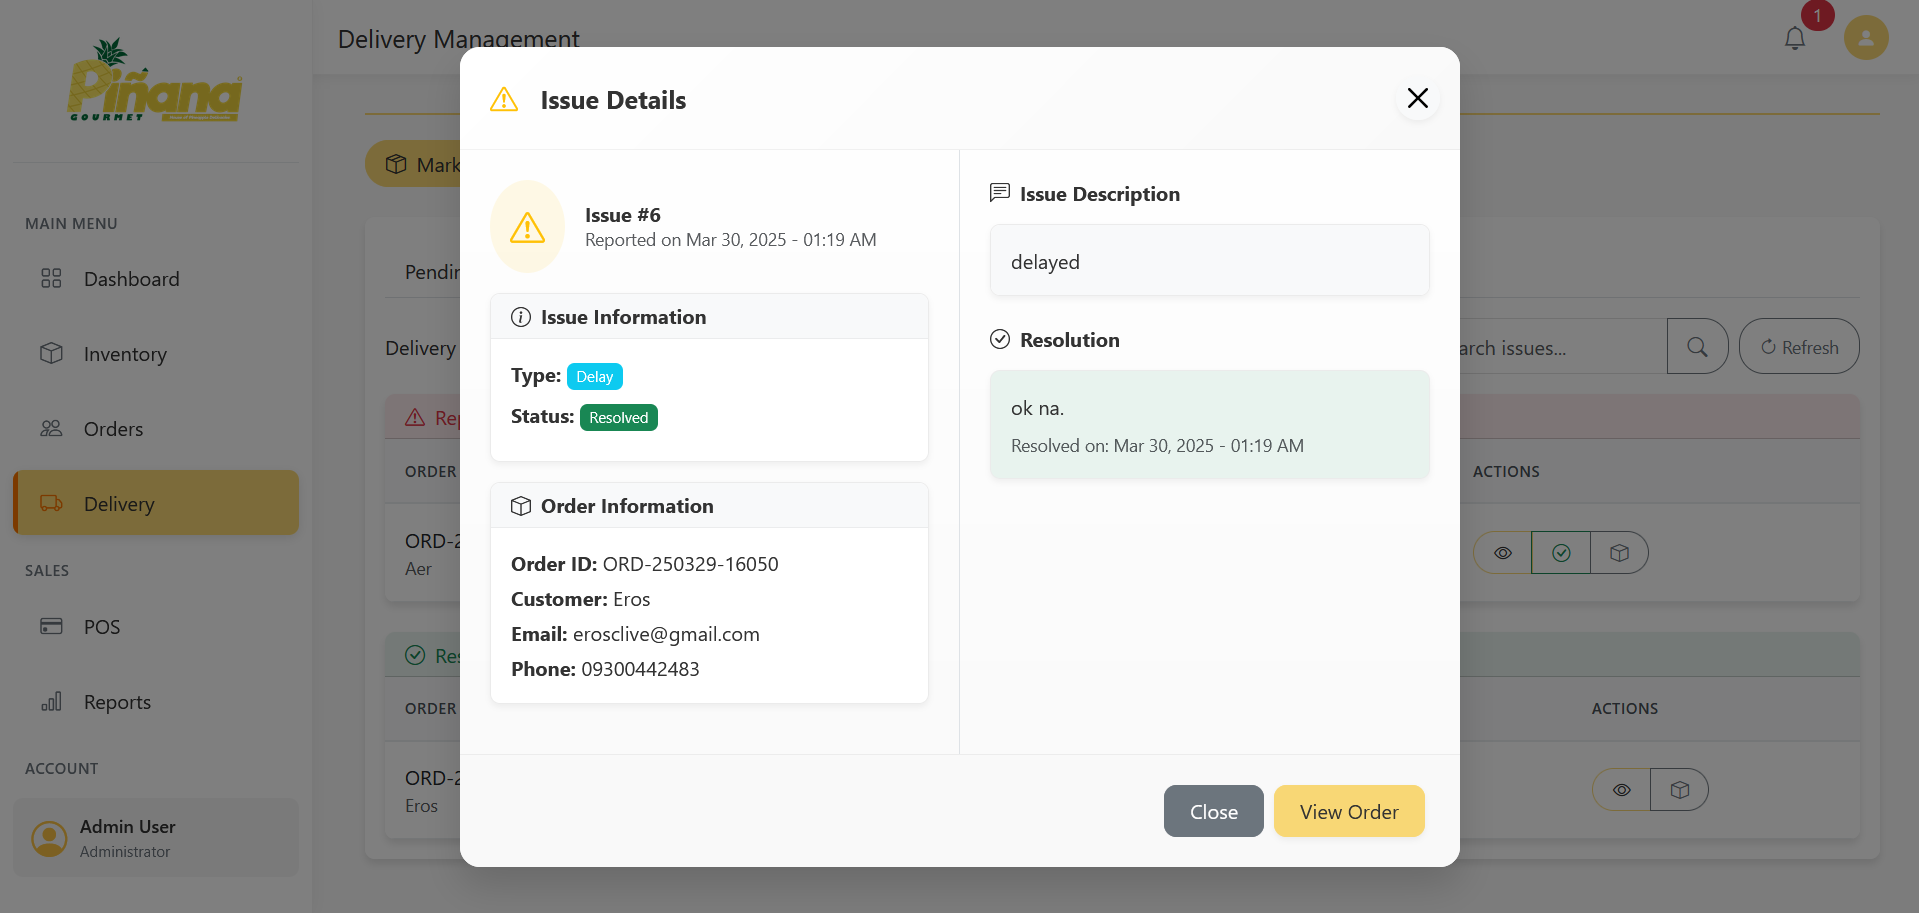 Piñana
GOURMET
MAIN MENU
Dashboard
Inventory
Orders
Delivery
SALES
POS
Reports
ACCOUNT
Admin User
Administrator
Delivery Management
1
Mark
Pendin
Delivery
arch issues...
Refresh
Rep
ORDER
ACTIONS
ORD-2
Aer
Res
ORDER
ACTIONS
ORD-2
Eros
Issue Details
Issue #6
Reported on Mar 30, 2025 - 01:19 AM
Issue Information
Type: Delay
Status: Resolved
Order Information
Order ID: ORD-250329-16050
Customer: Eros
Email: erosclive@gmail.com
Phone: 09300442483
Issue Description
delayed
Resolution
ok na.
Resolved on: Mar 30, 2025 - 01:19 AM
Close
View Order